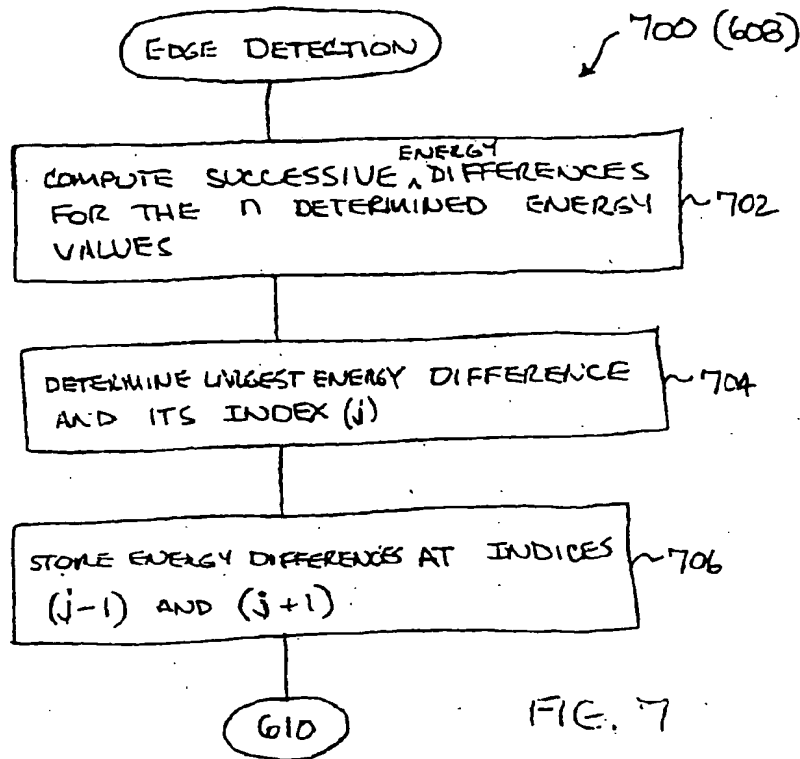 EDGE DETECTION
700 (608)
ENERGY
COMPUTE SUCCESSIVE ^ DIFFERENCES
FOR THE n DETERMINED ENERGY
VALUES
702
DETERMINE LARGEST ENERGY DIFFERENCE
AND ITS INDEX (j)
704
STORE ENERGY DIFFERENCES AT INDICES
(j-1) AND (j+1)
706
610
FIG. 7